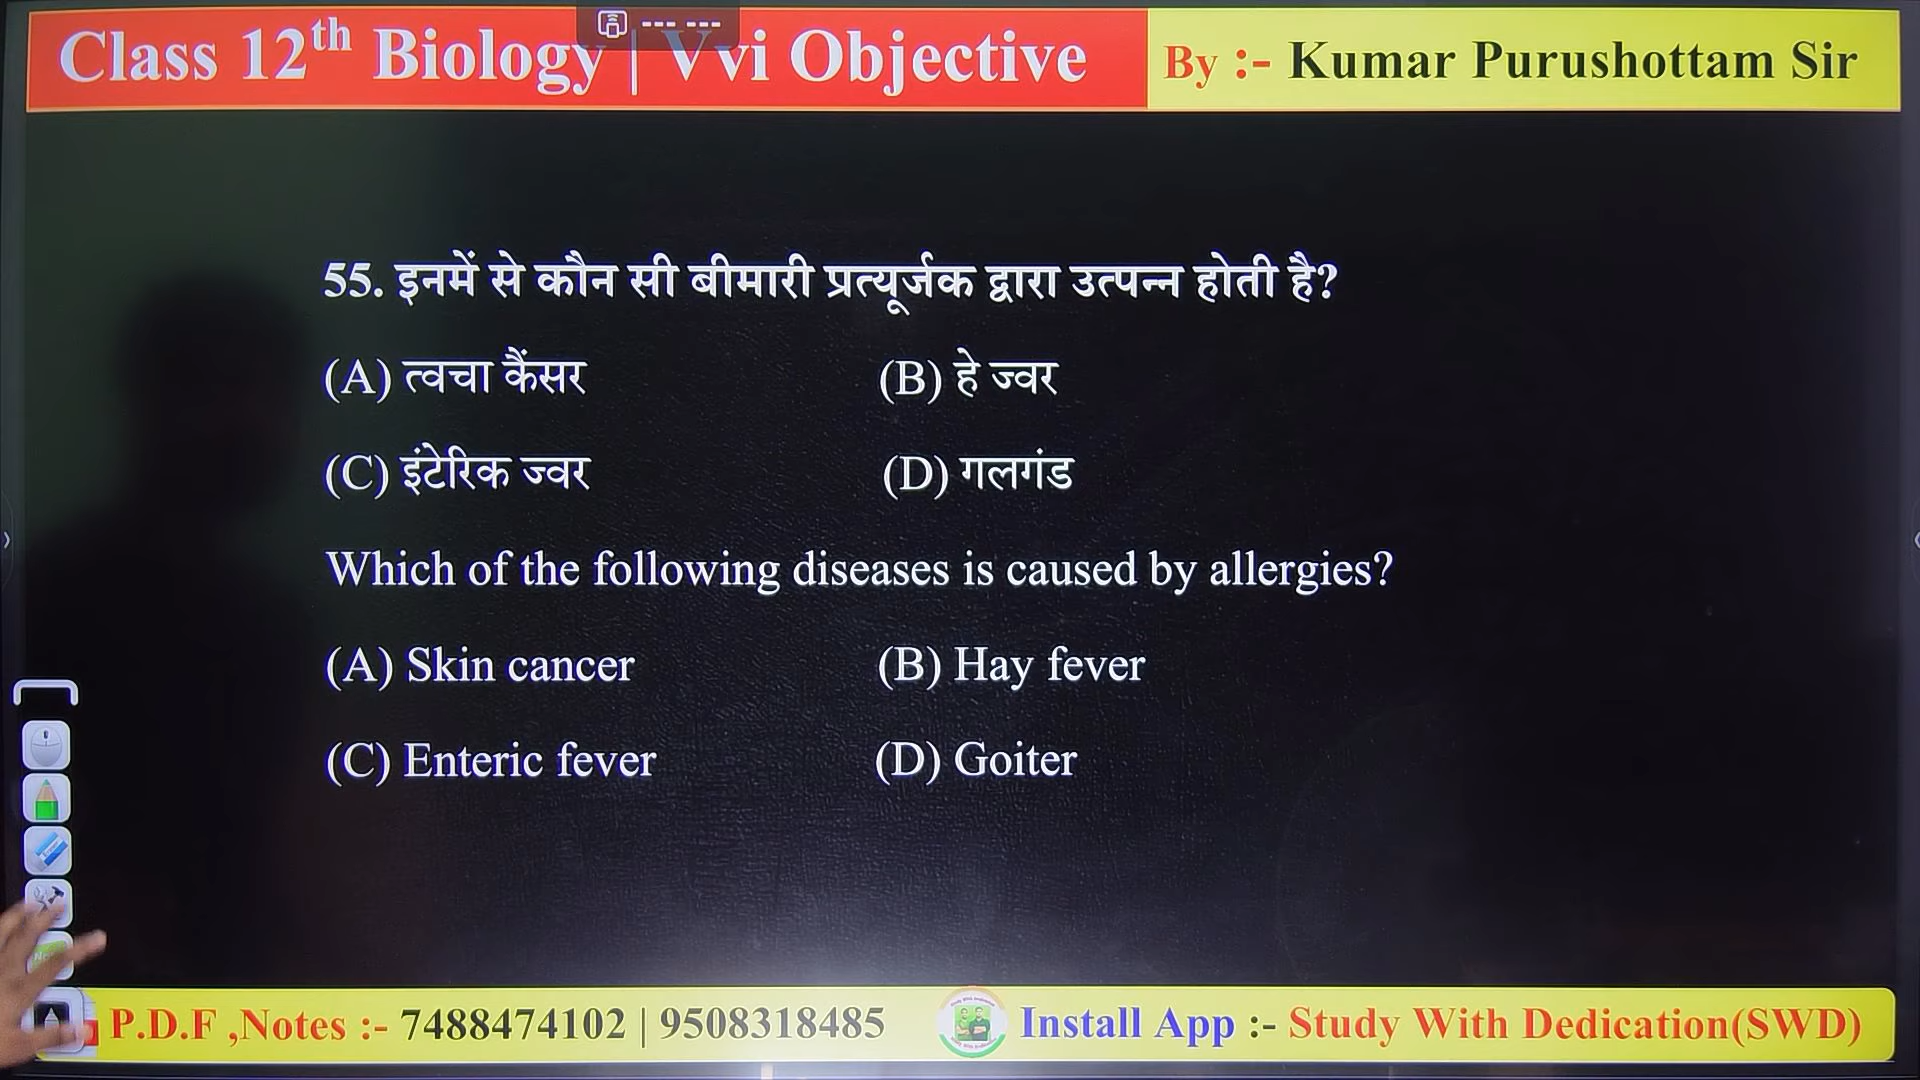 Class 12th Biology | Vvi Objective
By :- Kumar Purushottam Sir
55. इनमें से कौन सी बीमारी प्रत्यूर्जक द्वारा उत्पन्न होती है?
(A) त्वचा कैंसर (B) हे ज्वर
(C) इंटेरिक ज्वर (D) गलगंड
Which of the following diseases is caused by allergies?
(A) Skin cancer (B) Hay fever
(C) Enteric fever (D) Goiter
P.D.F ,Notes :- 7488474102 | 9508318485
Install App :- Study With Dedication(SWD)